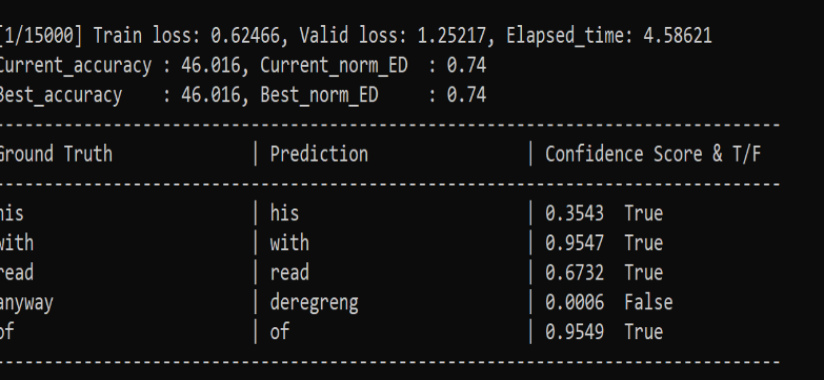 [1/15000] Train loss: 0.62466, Valid loss: 1.25217, Elapsed_time: 4.58621
Current_accuracy : 46.016, Current_norm_ED : 0.74
Best_accuracy : 46.016, Best_norm_ED : 0.74
--------------------------------------------------------------------------------
Ground Truth | Prediction | Confidence Score & T/F
--------------------------------------------------------------------------------
his | his | 0.3543 True
with | with | 0.9547 True
read | read | 0.6732 True
anyway | deregreng | 0.0006 False
of | of | 0.9549 True
--------------------------------------------------------------------------------